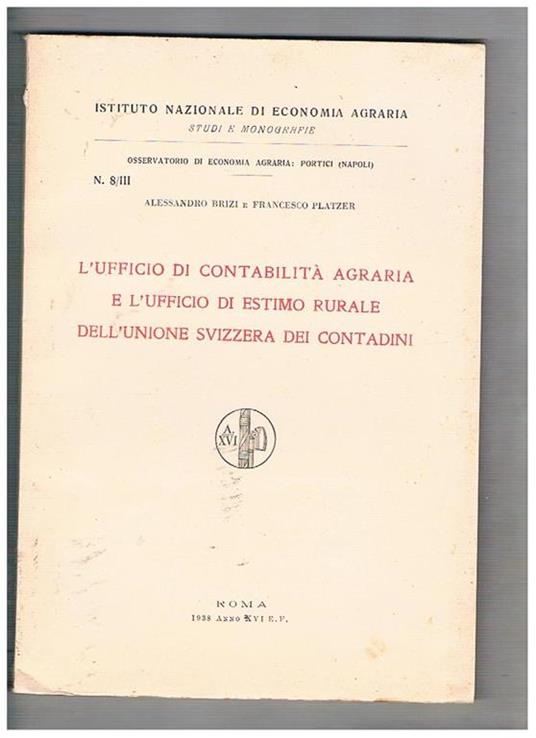 ISTITUTO NAZIONALE DI ECONOMIA AGRARIA
STUDI E MONOGRAFIE
OSSERVATORIO DI ECONOMIA AGRARIA: PORTICI (NAPOLI)
N. 8/III
ALESSANDRO BRIZI E FRANCESCO PLATZER
L'UFFICIO DI CONTABILITÀ AGRARIA
E L'UFFICIO DI ESTIMO RURALE
DELL'UNIONE SVIZZERA DEI CONTADINI
A
XVI
ROMA
1938 ANNO XVI E.F.